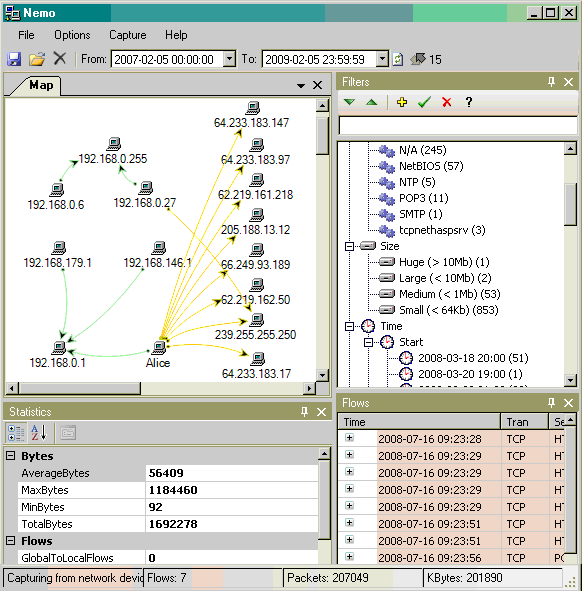 Nemo
File Options Capture Help
From: 2007-02-05 00:00:00 To: 2009-02-05 23:59:59 15
Map
64.233.183.147
192.168.0.255
64.233.183.97
192.168.0.6
192.168.0.27
62.219.161.218
205.188.13.12
192.168.179.1
192.168.146.1
66.249.93.189
62.219.162.50
239.255.255.250
192.168.0.1
Alice
64.233.183.17
Filters
N/A (245)
NetBIOS (57)
NTP (5)
POP3 (11)
SMTP (1)
tcpnethaspsrv (3)
Size
Huge (> 10Mb) (1)
Large (< 10Mb) (2)
Medium (< 1Mb) (53)
Small (< 64Kb) (853)
Time
Start
2008-03-18 20:00 (51)
2008-03-20 19:00 (1)
Statistics
Bytes
AverageBytes 56409
MaxBytes 1184460
MinBytes 92
TotalBytes 1692278
Flows
GlobalToLocalFlows 0
Flows
Time Tran Se
2008-07-16 09:23:28 TCP HT
2008-07-16 09:23:29 TCP HT
2008-07-16 09:23:29 TCP HT
2008-07-16 09:23:29 TCP HT
2008-07-16 09:23:29 TCP HT
2008-07-16 09:23:51 TCP HT
2008-07-16 09:23:51 TCP HT
2008-07-16 09:23:56 TCP PO
Capturing from network devic Flows: 7 Packets: 207049 KBytes: 201890